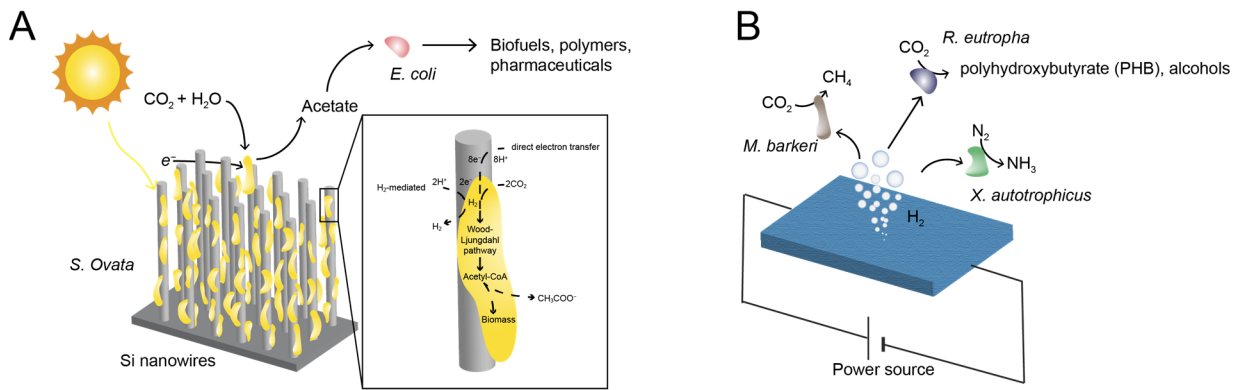 A
CO₂ + H₂O
e⁻
S. Ovata
Si nanowires
Acetate
E. coli
Biofuels, polymers,
pharmaceuticals
direct electron transfer
8e⁻
8H⁺
H₂-mediated
2H⁺
2e⁻
2CO₂
H₂
H₂
Wood-
Ljungdahl
pathway
Acetyl-CoA
CH₃COO⁻
Biomass
B
CO₂
R. eutropha
polyhydroxybutyrate (PHB), alcohols
CH₄
CO₂
M. barkeri
N₂
NH₃
X. autotrophicus
H₂
Power source